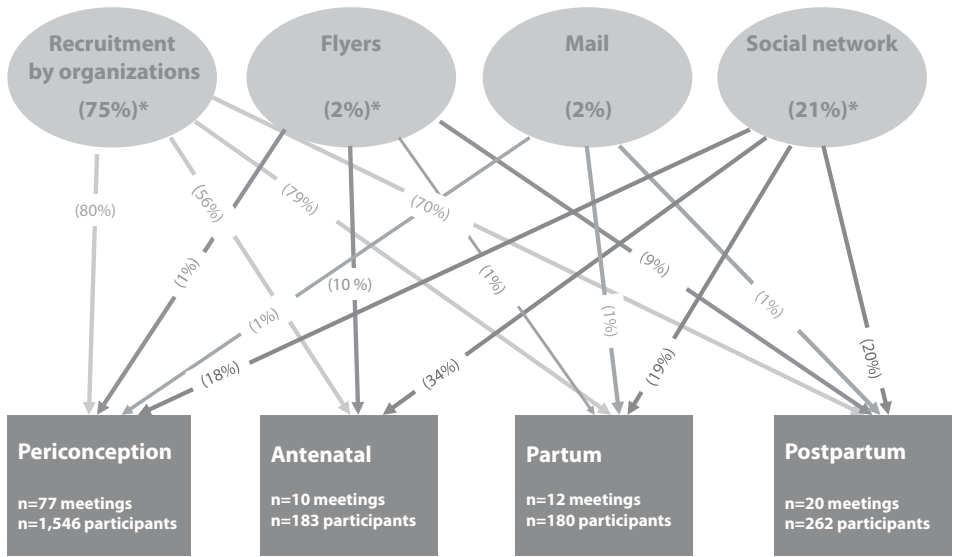 Recruitment
by organizations
(75%)*
Flyers
(2%)*
Mail
(2%)
Social network
(21%)*
(80%)
(56%)
(79%)
(70%)
(1%)
(10 %)
(1%)
(9%)
(1%)
(1%)
(1%)
(18%)
(34%)
(19%)
(20%)
Periconception
n=77 meetings
n=1,546 participants
Antenatal
n=10 meetings
n=183 participants
Partum
n=12 meetings
n=180 participants
Postpartum
n=20 meetings
n=262 participants